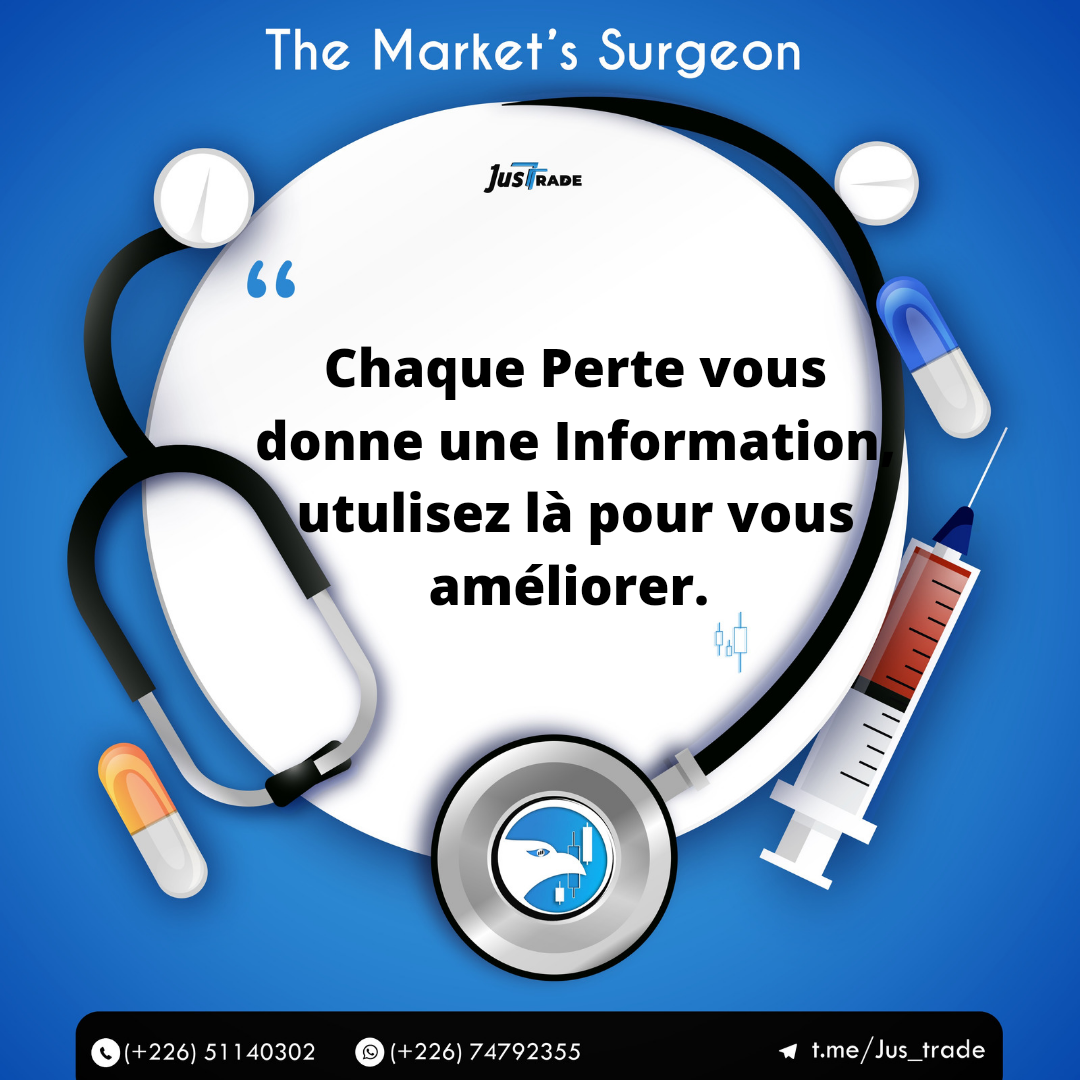 The Market's Surgeon
JusTrade
“
Chaque Perte vous
donne une Information,
utulisez là pour vous
améliorer.
(+226) 51140302 (+226) 74792355 t.me/Jus_trade